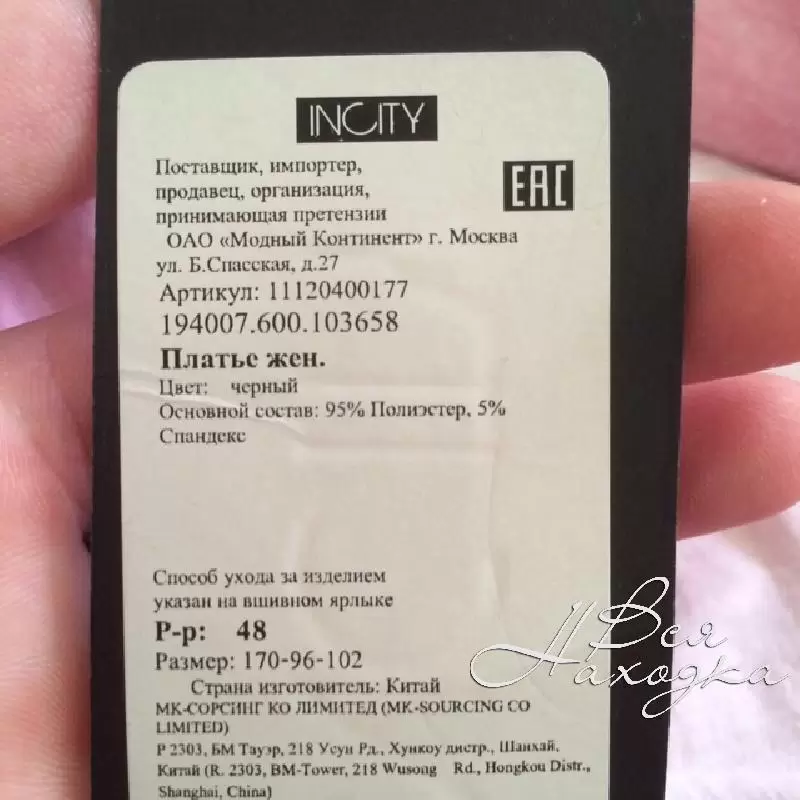 INCITY
EAC
Поставщик, импортер,
продавец, организация,
принимающая претензии
ОАО «Модный Континент» г. Москва
ул. Б.Спасская, д.27
Артикул: 11120400177
194007.600.103658
Платье жен.
Цвет: черный
Основной состав: 95% Полиэстер, 5%
Спандекс
Способ ухода за изделием
указан на вшивном ярлыке
Р-р: 48
Размер: 170-96-102
Страна изготовитель: Китай
МК-СОРСИНГ КО ЛИМИТЕД (MK-SOURCING CO
LIMITED)
Р 2303, БМ Тауэр, 218 Усун Рд., Хункоу дистр., Шанхай,
Китай (R. 2303, BM-Tower, 218 Wusong Rd., Hongkou Distr.,
Shanghai, China)
Вся
Находка